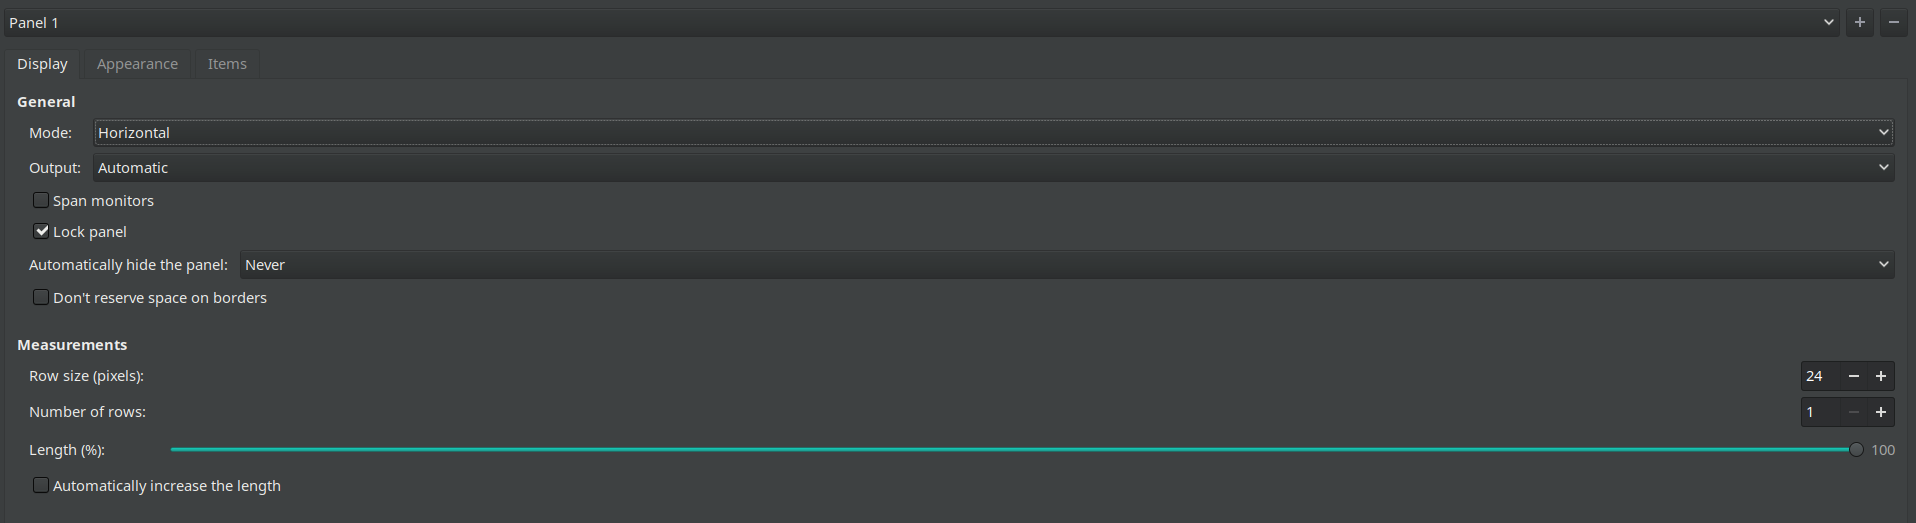 Panel 1
Display Appearance Items
General
Mode: Horizontal
Output: Automatic
Span monitors
Lock panel
Automatically hide the panel: Never
Don't reserve space on borders
Measurements
Row size (pixels): 24
Number of rows: 1
Length (%): 100
Automatically increase the length